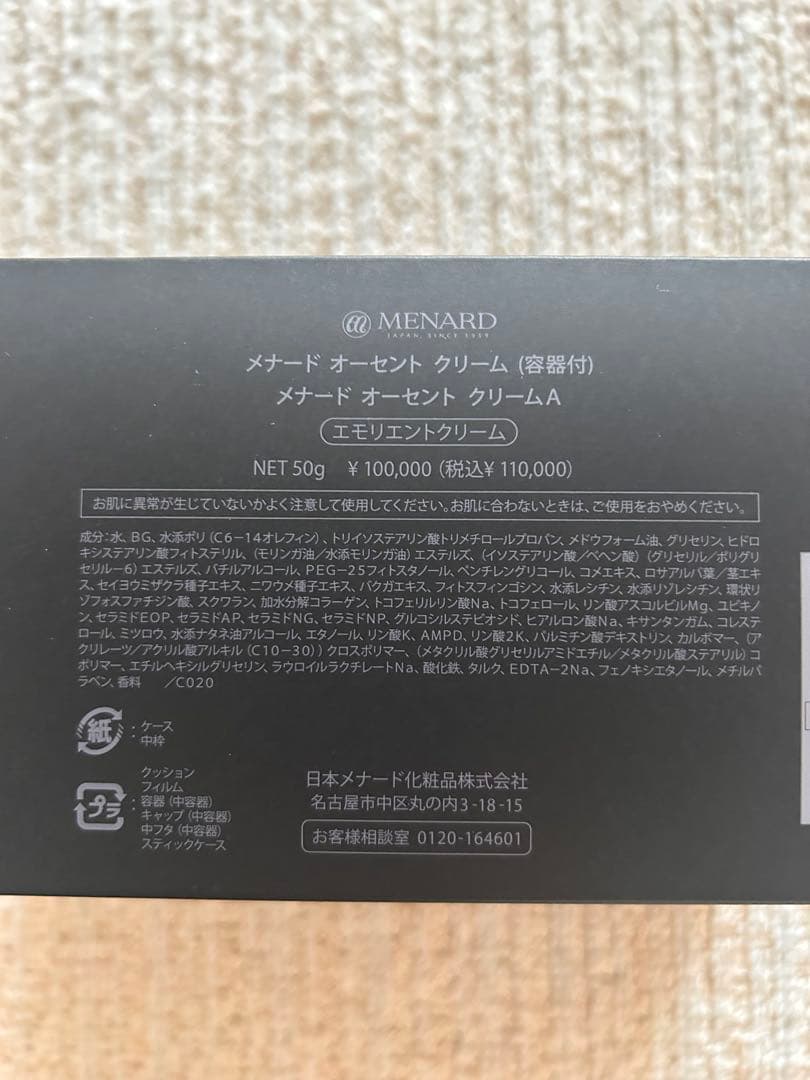 MENARD
JAPAN, SINCE 1959
メナード オーセント クリーム (容器付)
メナード オーセント クリームA
エモリエントクリーム
NET 50g ¥100,000 (税込¥110,000)
お肌に異常が生じていないかよく注意して使用してください。お肌に合わないときは、ご使用をおやめください。
成分:水、BG、水添ポリ(C6-14オレフィン)、トリイソステアリン酸トリメチロールプロパン、メドウフォーム油、グリセリン、ヒドロ
キシステアリン酸フィトステリル、(モリンガ油/水添モリンガ油)エステルズ、(イソステアリン酸/ベヘン酸)(グリセリル/ポリグリ
セリル-6)エステルズ、バチルアルコール、PEG-25フィトスタノール、ペンチレングリコール、コメエキス、ロサアルバ葉/茎エキ
ス、セイヨウミザクラ種子エキス、ニワウメ種子エキス、バクガエキス、フィトスフィンゴシン、水添レシチン、水添リゾレシチン、環状リ
ゾホスファチジン酸、スクワラン、加水分解コラーゲン、トコフェリルリン酸Na、トコフェロール、リン酸アスコルビルMg、ユビキノ
ン、セラミドEOP、セラミドAP、セラミドNG、セラミドNP、グルコシルステビオシド、ヒアルロン酸Na、キサンタンガム、コレステ
ロール、ミツロウ、水添ナタネ油アルコール、エタノール、リン酸K、AMPD、リン酸2K、パルミチン酸デキストリン、カルボマー、(ア
クリレーツ/アクリル酸アルキル(C10-30))クロスポリマー、(メタクリル酸グリセリルアミドエチル/メタクリル酸ステアリル)コ
ポリマー、エチルヘキシルグリセリン、ラウロイルラクチレートNa、酸化鉄、タルク、EDTA-2Na、フェノキシエタノール、メチルパ
ラベン、香料 /C020
紙 : ケース
: 中枠
クッション
フィルム
プラ : 容器(中容器)
キャップ(中容器)
中フタ(中容器)
スティックケース
日本メナード化粧品株式会社
名古屋市中区丸の内3-18-15
お客様相談室 0120-164601